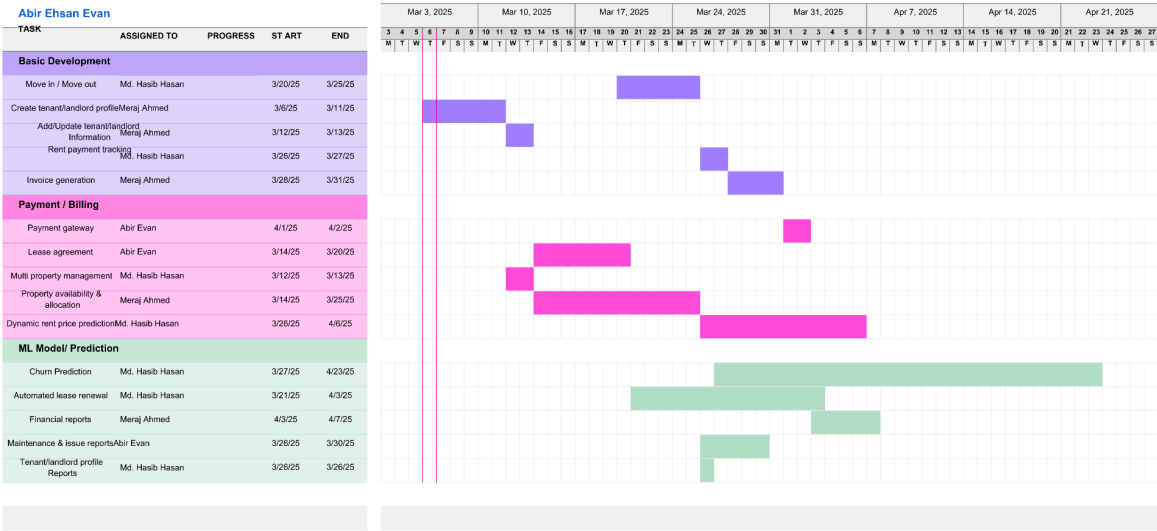 Abir Ehsan Evan
Mar 3, 2025 Mar 10, 2025 Mar 17, 2025 Mar 24, 2025 Mar 31, 2025 Apr 7, 2025 Apr 14, 2025 Apr 21, 2025
TASK ASSIGNED TO PROGRESS ST ART END
3 4 5 6 7 8 9 10 11 12 13 14 15 16 17 18 19 20 21 22 23 24 25 26 27 28 29 30 31 1 2 3 4 5 6 7 8 9 10 11 12 13 14 15 16 17 18 19 20 21 22 23 24 25 26 27
M T W T F S S M T W T F S S M T W T F S S M T W T F S S M T W T F S S M T W T F S S M T W T F S S M T W T F S S
Basic Development
Move in / Move out Md. Hasib Hasan 3/20/25 3/25/25
Create tenant/landlord profile Meraj Ahmed 3/6/25 3/11/25
Add/Update tenant/landlord
Information Meraj Ahmed 3/12/25 3/13/25
Rent payment tracking
Md. Hasib Hasan 3/26/25 3/27/25
Invoice generation Meraj Ahmed 3/28/25 3/31/25
Payment / Billing
Payment gateway Abir Evan 4/1/25 4/2/25
Lease agreement Abir Evan 3/14/25 3/20/25
Multi property management Md. Hasib Hasan 3/12/25 3/13/25
Property availability &
allocation Meraj Ahmed 3/14/25 3/25/25
Dynamic rent price prediction Md. Hasib Hasan 3/26/25 4/6/25
ML Model/ Prediction
Churn Prediction Md. Hasib Hasan 3/27/25 4/23/25
Automated lease renewal Md. Hasib Hasan 3/21/25 4/3/25
Financial reports Meraj Ahmed 4/3/25 4/7/25
Maintenance & issue reports Abir Evan 3/26/25 3/30/25
Tenant/landlord profile
Reports Md. Hasib Hasan 3/26/25 3/26/25